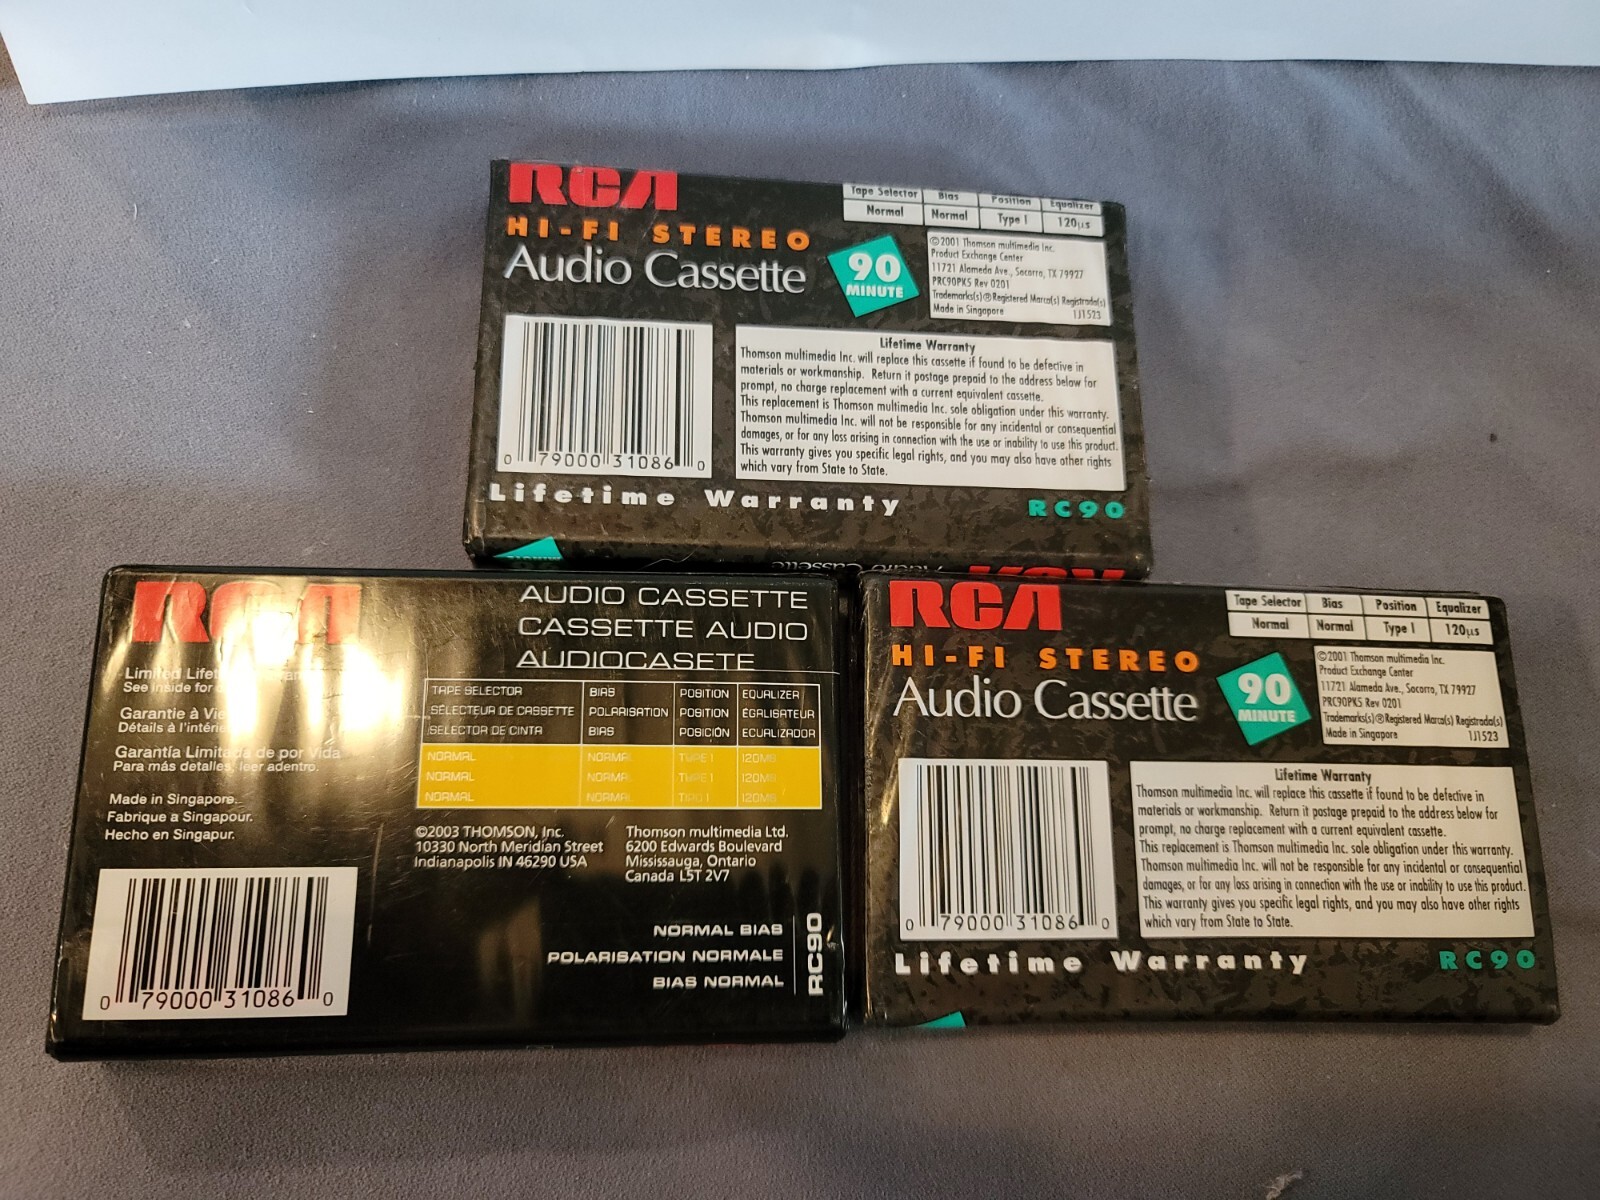 RCA
HI-FI STEREO
Audio Cassette
90
MINUTE
Tape Selector Bias Position Equalizer
Normal Normal Type I 120µs
©2001 Thomson multimedia Inc.
Product Exchange Center
11721 Alameda Ave., Socorro, TX 79927
PRC90PK5 Rev 0201
Trademarks(s)®Registered Marca(s) Registrada(s)
Made in Singapore 1J1523
Lifetime Warranty
Thomson multimedia Inc. will replace this cassette if found to be defective in
materials or workmanship. Return it postage prepaid to the address below for
prompt, no charge replacement with a current equivalent cassette.
This replacement is Thomson multimedia Inc. sole obligation under this warranty.
Thomson multimedia Inc. will not be responsible for any incidental or consequential
damages, or for any loss arising in connection with the use or inability to use this product.
This warranty gives you specific legal rights, and you may also have other rights
which vary from State to State.
0 79000 31086 0
Lifetime Warranty RC90
MINUTE
Audio Cassette RCA
RCA
Limited
See inside for
Garantie à
Détails à
Garantía Limitada de por Vida
Para más detalles, leer adentro.
Made in Singapore.
Fabrique a Singapour.
Hecho en Singapur.
0 79000 31086 0
AUDIO CASSETTE
CASSETTE AUDIO
AUDIOCASETE
TAPE SELECTOR BIAS POSITION EQUALIZER
SÉLECTEUR DE CASSETTE POLARISATION POSITION ÉGALISATEUR
SELECTOR DE CINTA BIAS POSICIÓN ECUALIZADOR
NORMAL NORMAL TYPE I 120MS
NORMAL NORMAL TYPE I 120MS
NORMAL NORMAL TIPO I 120MS
©2003 THOMSON, Inc.
10330 North Meridian Street
Indianapolis IN 46290 USA
Thomson multimedia Ltd.
6200 Edwards Boulevard
Mississauga, Ontario
Canada L5T 2V7
NORMAL BIAS
POLARISATION NORMALE
BIAS NORMAL
RC90
RCA
HI-FI STEREO
Audio Cassette
90
MINUTE
Tape Selector Bias Position Equalizer
Normal Normal Type I 120µs
©2001 Thomson multimedia Inc.
Product Exchange Center
11721 Alameda Ave., Socorro, TX 79927
PRC90PK5 Rev 0201
Trademarks(s)®Registered Marca(s) Registrada(s)
Made in Singapore 1J1523
Lifetime Warranty
Thomson multimedia Inc. will replace this cassette if found to be defective in
materials or workmanship. Return it postage prepaid to the address below for
prompt, no charge replacement with a current equivalent cassette.
This replacement is Thomson multimedia Inc. sole obligation under this warranty.
Thomson multimedia Inc. will not be responsible for any incidental or consequential
damages, or for any loss arising in connection with the use or inability to use this product.
This warranty gives you specific legal rights, and you may also have other rights
which vary from State to State.
0 79000 31086 0
Lifetime Warranty RC90